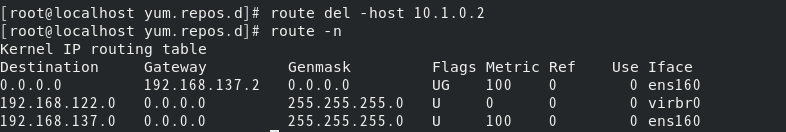 [root@localhost yum.repos.d]# route del -host 10.1.0.2
[root@localhost yum.repos.d]# route -n
Kernel IP routing table
Destination     Gateway         Genmask         Flags Metric Ref    Use Iface
0.0.0.0         192.168.137.2   0.0.0.0         UG    100    0        0 ens160
192.168.122.0   0.0.0.0         255.255.255.0   U     0      0        0 virbr0
192.168.137.0   0.0.0.0         255.255.255.0   U     100    0        0 ens160